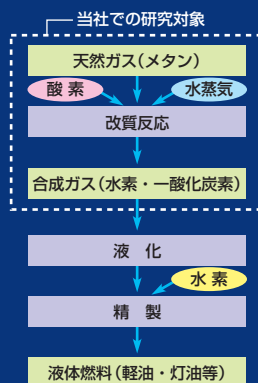 当社での研究対象
天然ガス(メタン)
酸素
水蒸気
改質反応
合成ガス(水素・一酸化炭素)
液 化
水 素
精 製
液体燃料(軽油・灯油等)